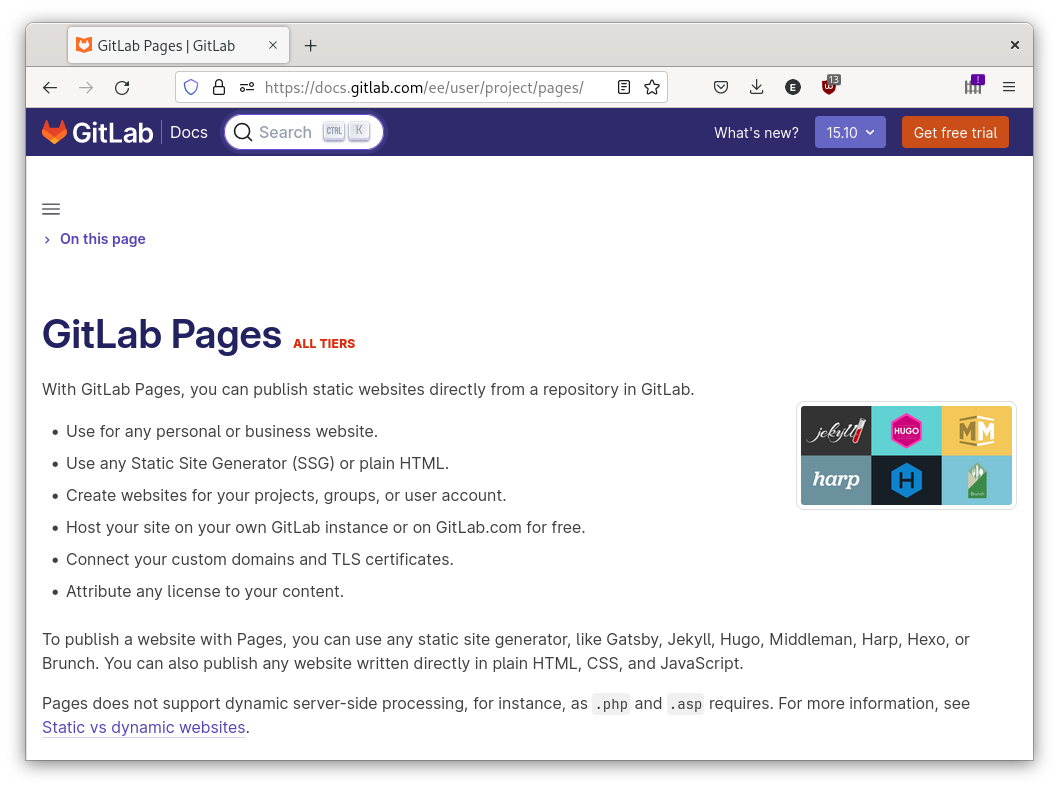 GitLab Pages | GitLab
13
!
https://docs.gitlab.com/ee/user/project/pages/
E
GitLab Docs Search CTRL K What's new? 15.10 Get free trial
On this page
GitLab Pages ALL TIERS
With GitLab Pages, you can publish static websites directly from a repository in GitLab.
• Use for any personal or business website.
• Use any Static Site Generator (SSG) or plain HTML.
• Create websites for your projects, groups, or user account.
• Host your site on your own GitLab instance or on GitLab.com for free.
• Connect your custom domains and TLS certificates.
• Attribute any license to your content.
jekyll HUGO M M
harp H Brunch
To publish a website with Pages, you can use any static site generator, like Gatsby, Jekyll, Hugo, Middleman, Harp, Hexo, or
Brunch. You can also publish any website written directly in plain HTML, CSS, and JavaScript.
Pages does not support dynamic server-side processing, for instance, as .php and .asp requires. For more information, see
Static vs dynamic websites.